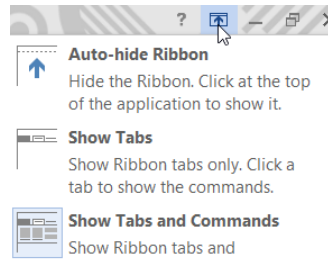 ?
Auto-hide Ribbon
Hide the Ribbon. Click at the top
of the application to show it.
Show Tabs
Show Ribbon tabs only. Click a
tab to show the commands.
Show Tabs and Commands
Show Ribbon tabs and